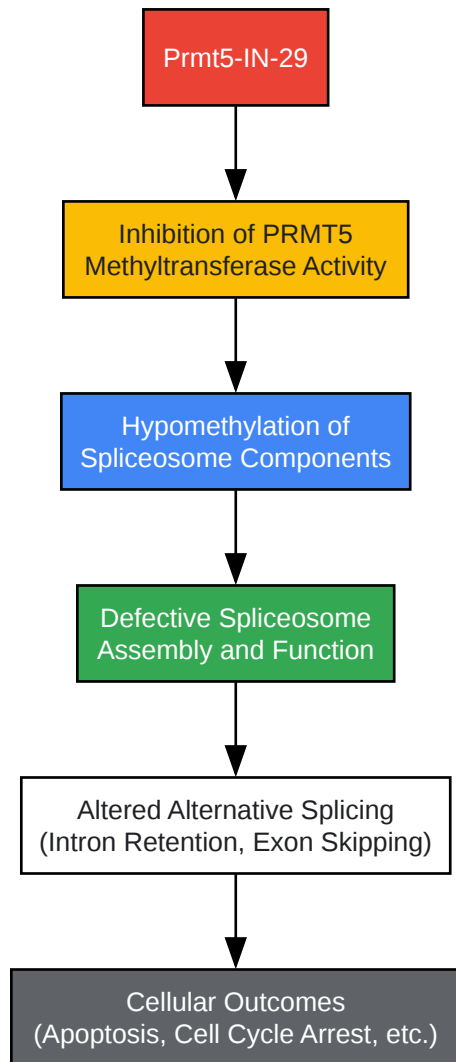 Prmt5-IN-29
Inhibition of PRMT5
Methyltransferase Activity
Hypomethylation of
Spliceosome Components
Defective Spliceosome
Assembly and Function
Altered Alternative Splicing
(Intron Retention, Exon Skipping)
Cellular Outcomes
(Apoptosis, Cell Cycle Arrest, etc.)